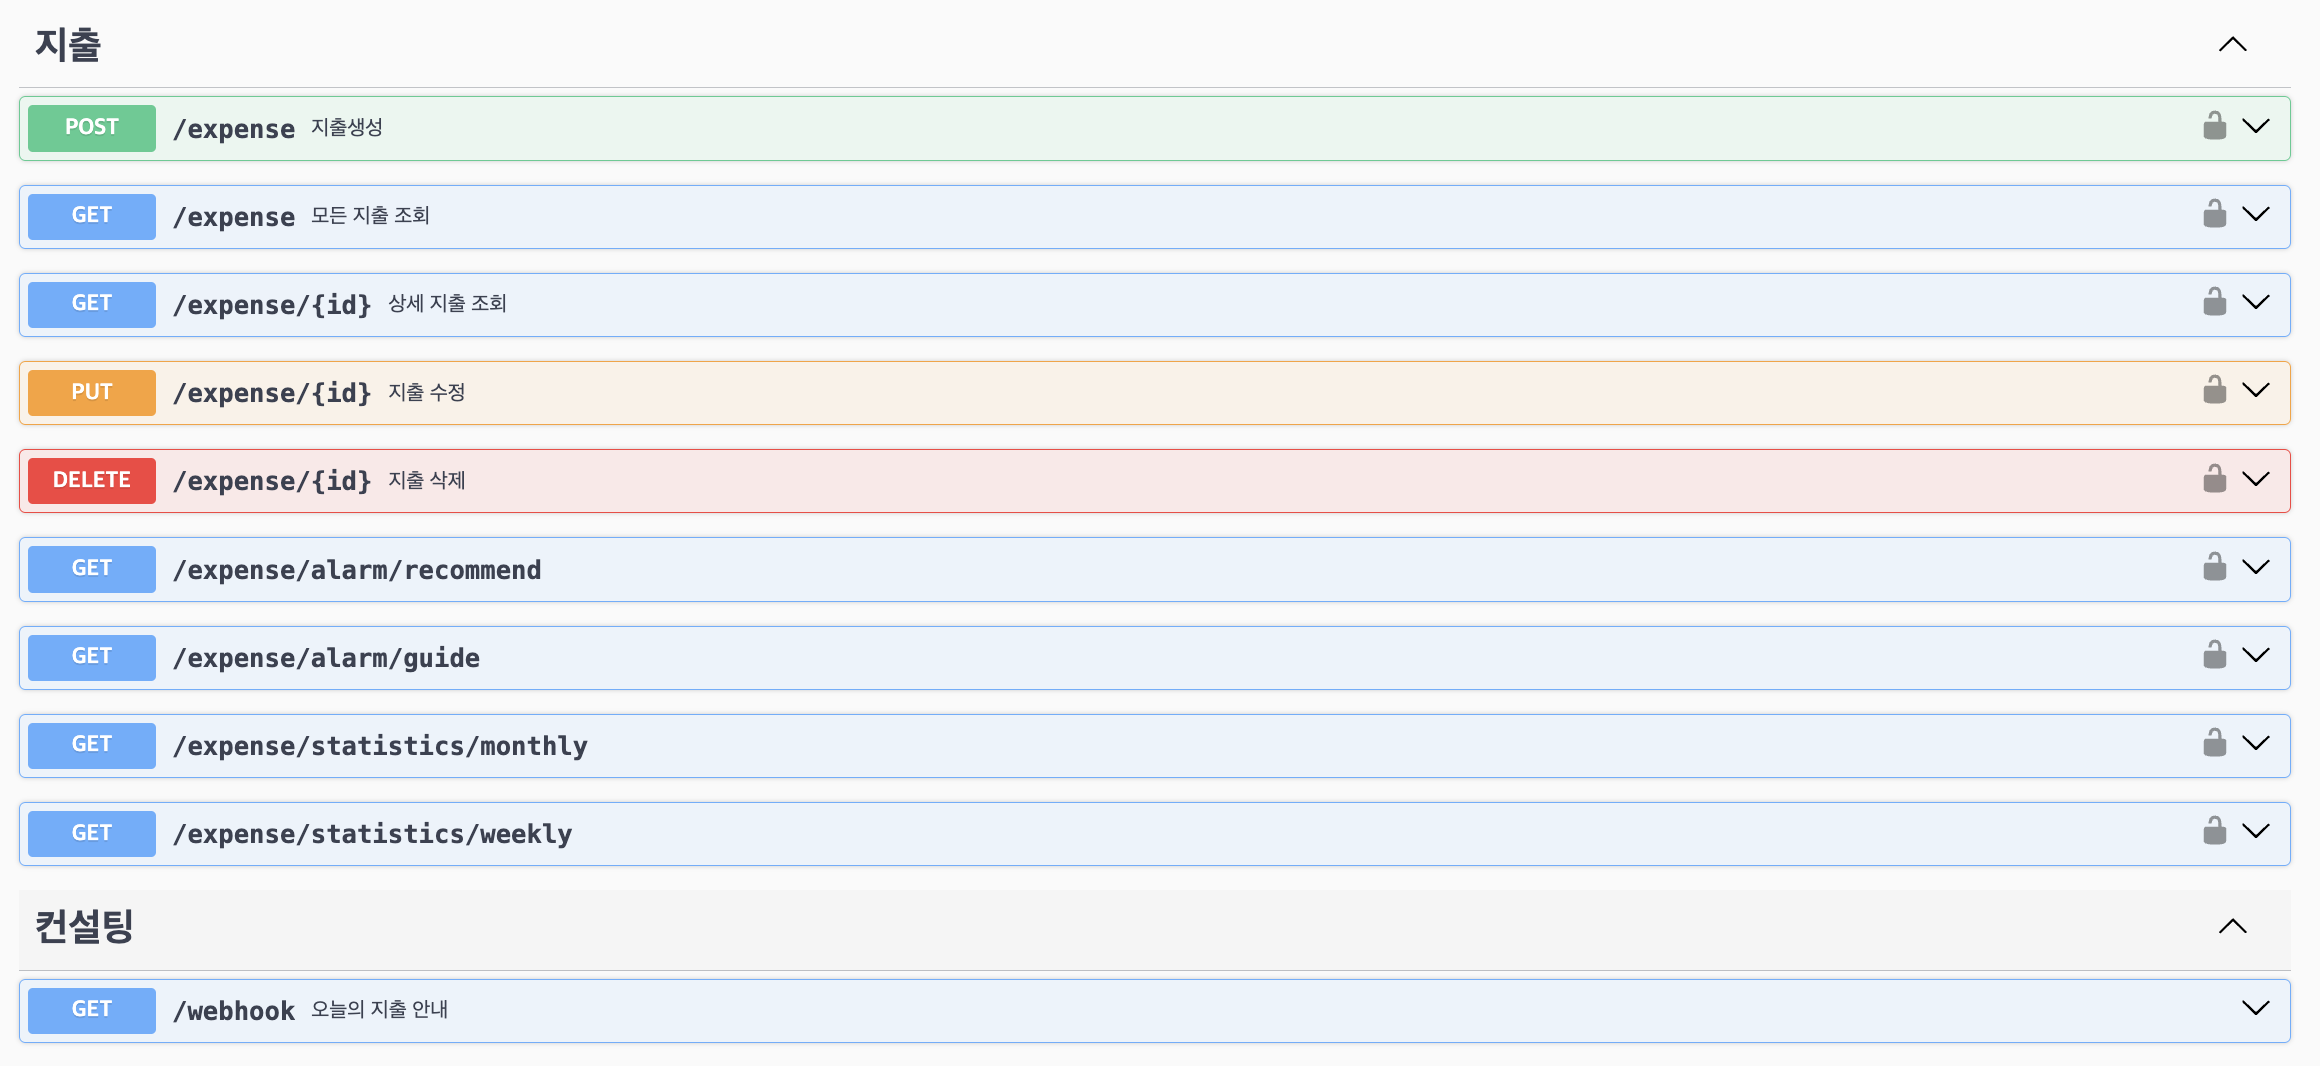 지출
POST /expense 지출생성
GET /expense 모든 지출 조회
GET /expense/{id} 상세 지출 조회
PUT /expense/{id} 지출 수정
DELETE /expense/{id} 지출 삭제
GET /expense/alarm/recommend
GET /expense/alarm/guide
GET /expense/statistics/monthly
GET /expense/statistics/weekly
컨설팅
GET /webhook 오늘의 지출 안내